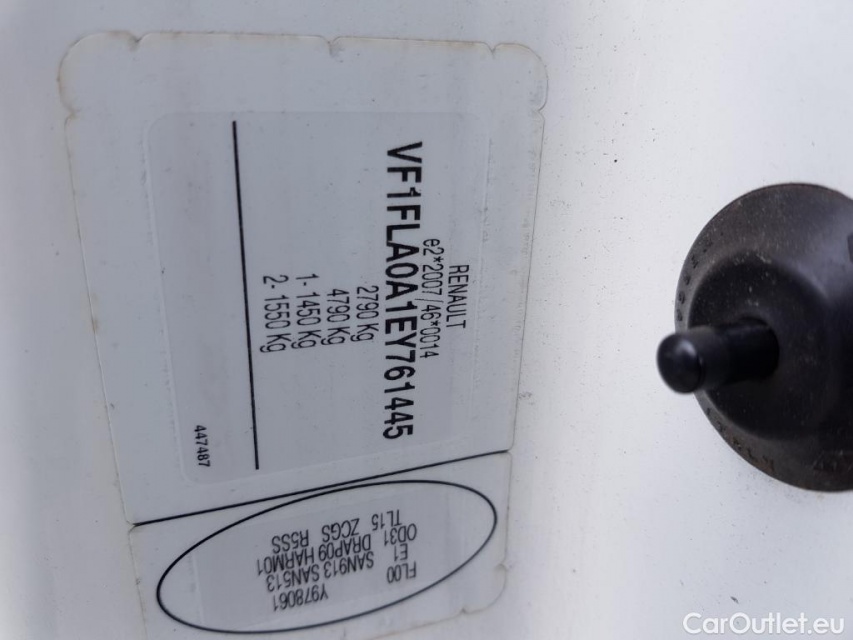 RENAULT
e2*2007/46*0014
VF1FLA0A1EY761445
2790 Kg
4790 Kg
1- 1450 Kg
2- 1550 Kg
447487
FL00 Y978061
E1 SAN913 SAN513
OD31 DRAP09 HARM01
TL15 ZCGS R5SS
CarOutlet.eu